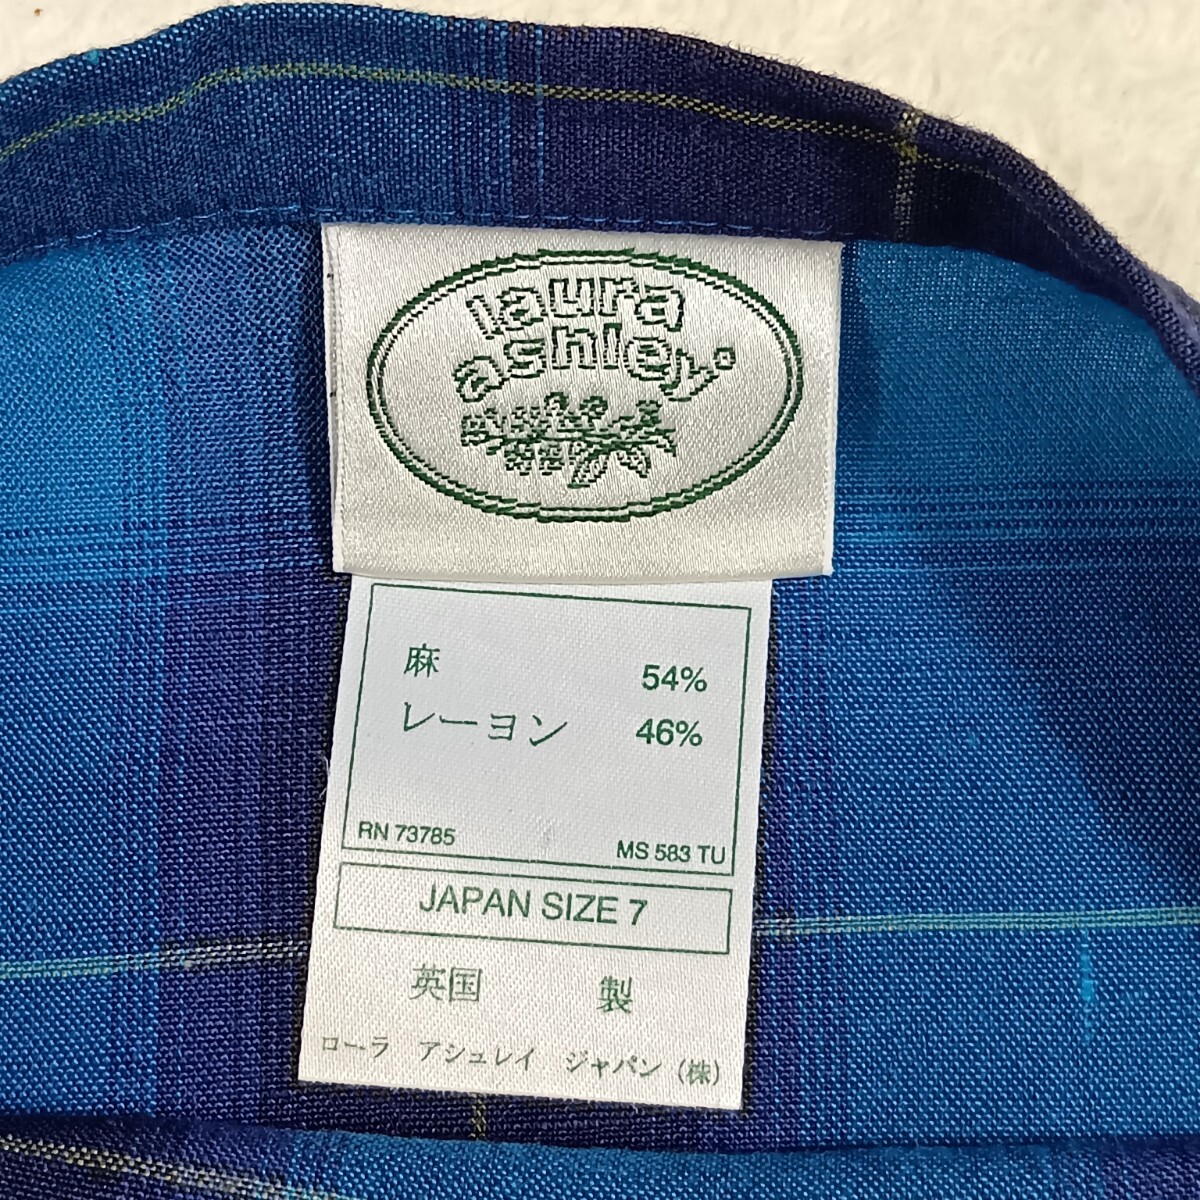 laura
ashley®
麻 54%
レーヨン 46%
RN 73785 MS 583 TU
JAPAN SIZE 7
英国 製
ローラ アシュレイ ジャパン (株)